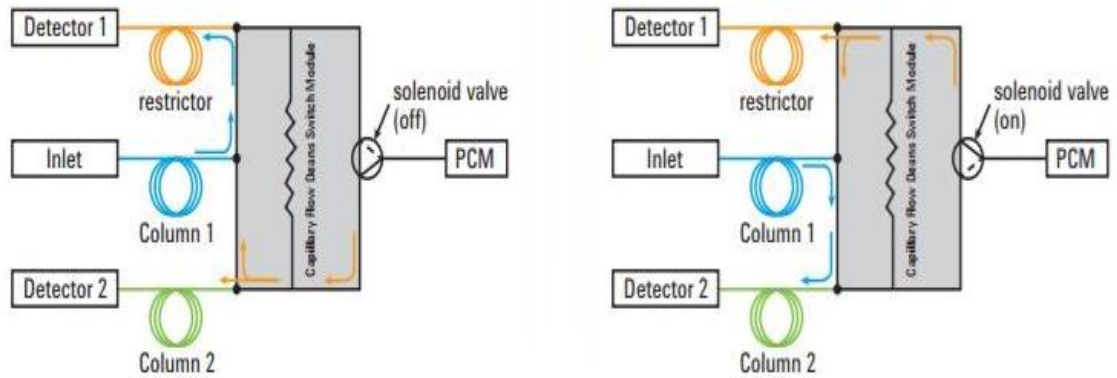 Detector 1
restrictor
Inlet
Column 1
Detector 2
Column 2
Capillary Flow Deans Switch Module
solenoid valve
(off)
PCM
Detector 1
restrictor
Inlet
Column 1
Detector 2
Column 2
Capillary Flow Deans Switch Module
solenoid valve
(on)
PCM